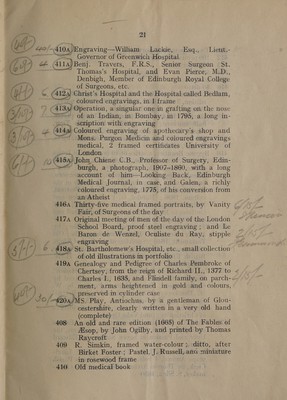 21
410A Engraving—William Lackie, Esq., Lieut.-
Governor of Greenwich Hospital
411A Benj. Travers, F.R.S., Senior Surgeon St.
Thomas's Hospital, and Evan Pierce, M.D.,
Denbigh, Member of Edinburgh Royal College
of Surgeons, etc.
412A Christ's Hospital and the Hospital called Bedlam,
coloured engravings, in 1 frame
413A Operation, a singular one in grafting on the nose
of an Indian, in Bombay, in 1795, a long in-
scription with engraving
414A Coloured engraving of apothecary's shop and
Mons. Purgon Medicin and coloured engravings
medical, 2 framed certificates University of
London
415A John Chiene C.B., Professor of Surgery, Edin-
burgh, a photograph, 1807-1890, with a long
account of him—Looking Back, Edinburgh
Medical Journal, in case, and Galen, a richly
coloured engraving, 1775, of his conversion from
an Atheist
416A Thirty-five medical framed portraits, by Vanity
Fair, of Surgeons of the day
417A Original meeting of men of the day of the London
School Board, proof steel engraving; and Le
Baron de Wenzel, Oculiste du Ray, stipple
engraving
418A St. Bartholomew's Hospital, etc., small collection
of old illustrations in portfolio
419A Genealogy and Pedigree of Charles Pembroke of
Chertsey, from the reign of Richard II., 1377 to
Charles I., 1635, and Flasdell family, on parch-
ment, arms heightened in gold and colours,
preserved in cylinder case
420A MS. Play, Antiochus, by a gentleman of Glou-
cestershire, clearly written in a very old hand
(complete)
408 An old and rare edition (1665) of The Fables of
Æsop, by John Ogilby, and printed by Thomas
Raycroft
409 R. Simkin, framed water-colour; ditto, after
Birket Foster; Pastel, J. Russell, and miniature
in rosewood frame
410 Old medical book